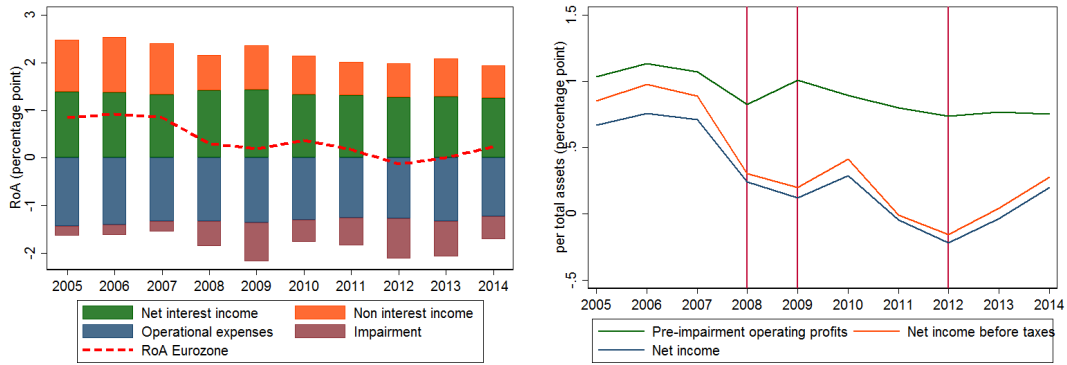 RoA (percentage point)
3
2
1
0
-1
-2
2005 2006 2007 2008 2009 2010 2011 2012 2013 2014
Net interest income Non interest income
Operational expenses Impairment
RoA Eurozone
per total assets (percentage point)
1.5
1
.5
0
-.5
2005 2006 2007 2008 2009 2010 2011 2012 2013 2014
Pre-impairment operating profits Net income before taxes
Net income